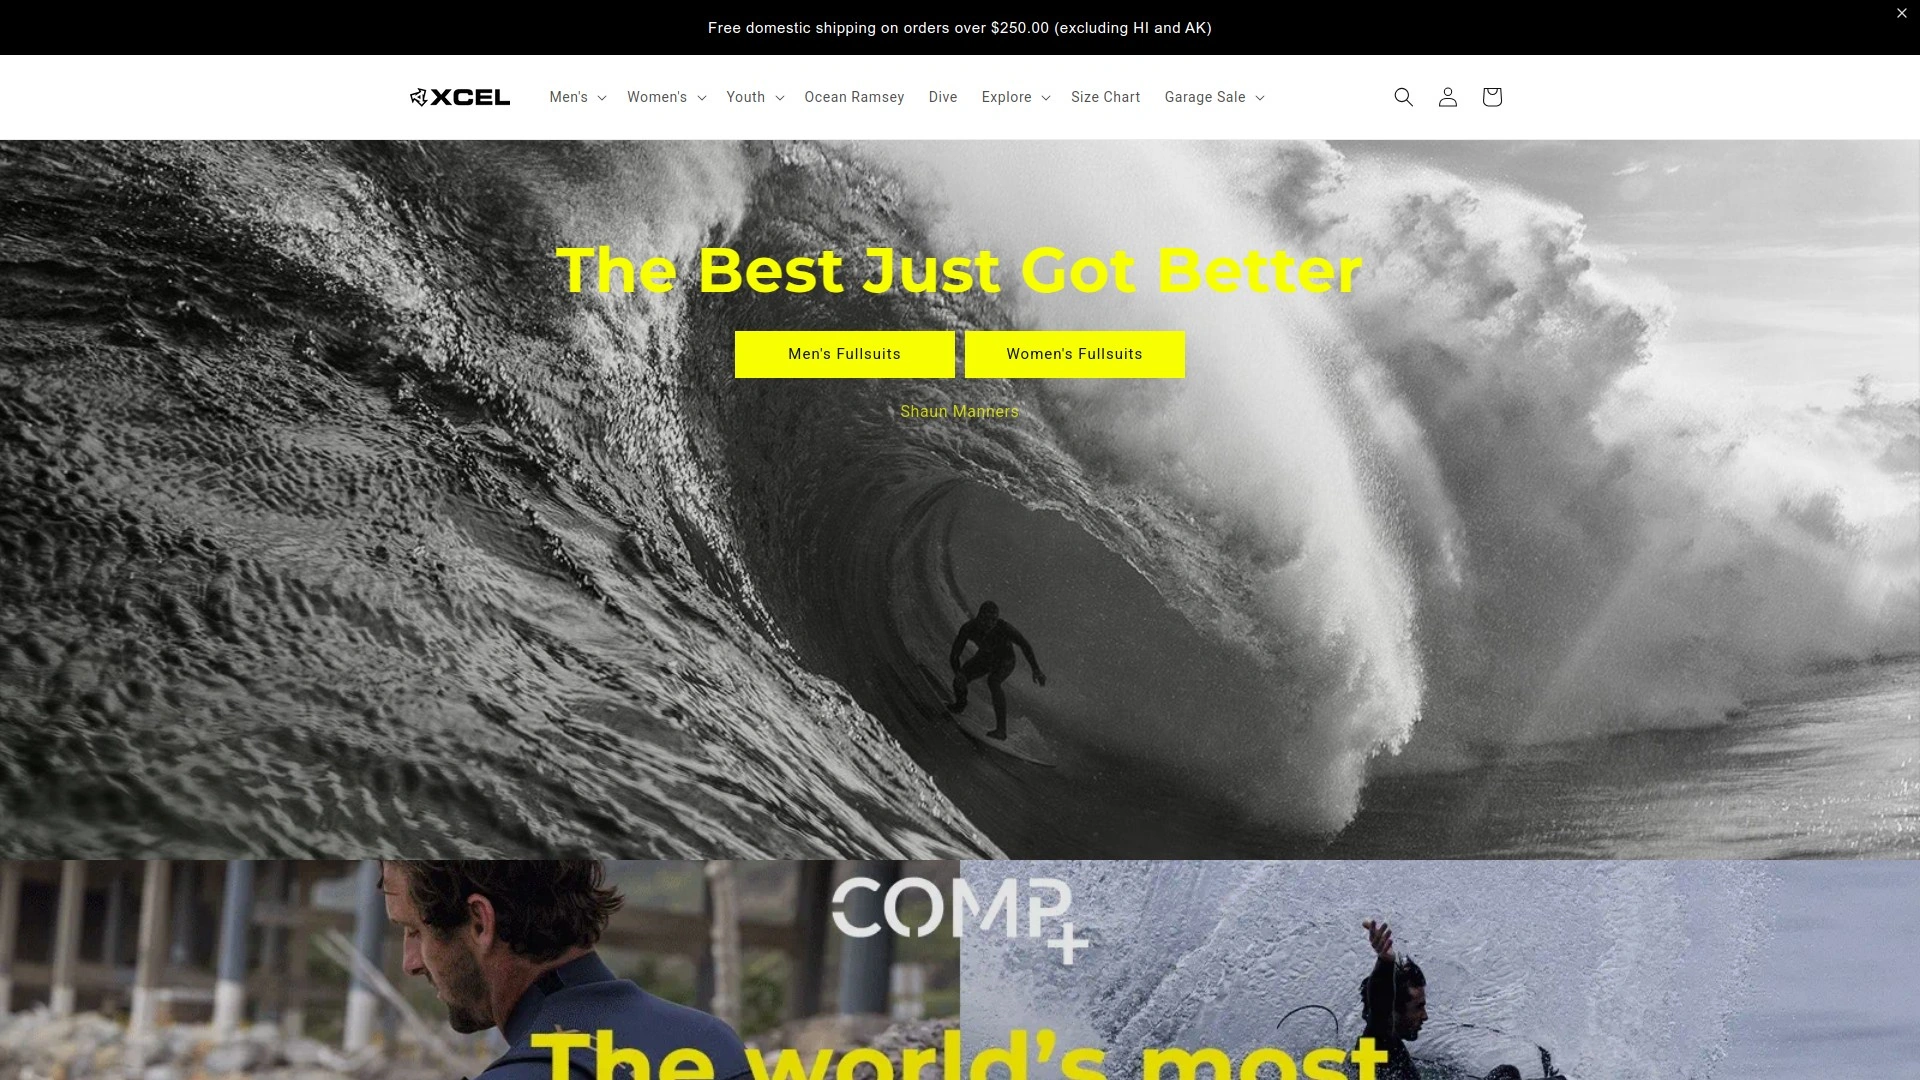 Free domestic shipping on orders over $250.00 (excluding HI and AK)
XCEL
Men's
Women's
Youth
Ocean Ramsey
Dive
Explore
Size Chart
Garage Sale
The Best Just Got Better
Men's Fullsuits
Women's Fullsuits
Shaun Manners
COMP+
The world’s most